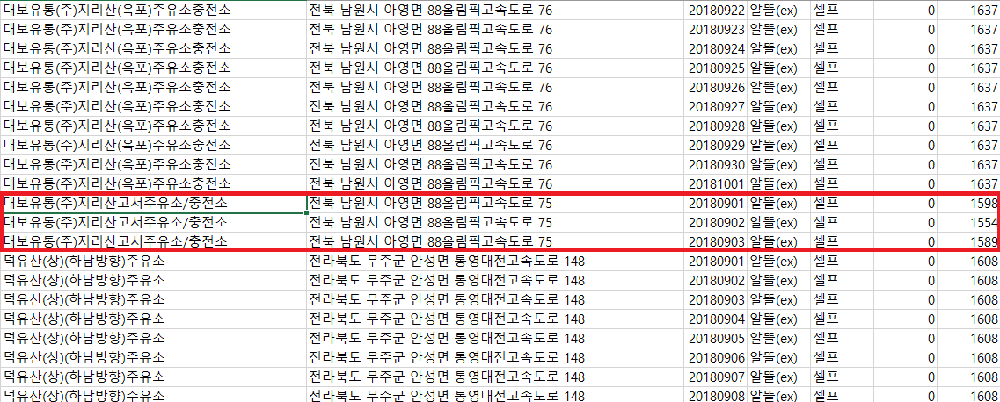 대보유통(주)지리산(옥포)주유소충전소 전북 남원시 아영면 88올림픽고속도로 76 20180922 알뜰(ex) 셀프 0 1637
대보유통(주)지리산(옥포)주유소충전소 전북 남원시 아영면 88올림픽고속도로 76 20180923 알뜰(ex) 셀프 0 1637
대보유통(주)지리산(옥포)주유소충전소 전북 남원시 아영면 88올림픽고속도로 76 20180924 알뜰(ex) 셀프 0 1637
대보유통(주)지리산(옥포)주유소충전소 전북 남원시 아영면 88올림픽고속도로 76 20180925 알뜰(ex) 셀프 0 1637
대보유통(주)지리산(옥포)주유소충전소 전북 남원시 아영면 88올림픽고속도로 76 20180926 알뜰(ex) 셀프 0 1637
대보유통(주)지리산(옥포)주유소충전소 전북 남원시 아영면 88올림픽고속도로 76 20180927 알뜰(ex) 셀프 0 1637
대보유통(주)지리산(옥포)주유소충전소 전북 남원시 아영면 88올림픽고속도로 76 20180928 알뜰(ex) 셀프 0 1637
대보유통(주)지리산(옥포)주유소충전소 전북 남원시 아영면 88올림픽고속도로 76 20180929 알뜰(ex) 셀프 0 1637
대보유통(주)지리산(옥포)주유소충전소 전북 남원시 아영면 88올림픽고속도로 76 20180930 알뜰(ex) 셀프 0 1637
대보유통(주)지리산(옥포)주유소충전소 전북 남원시 아영면 88올림픽고속도로 76 20181001 알뜰(ex) 셀프 0 1637
대보유통(주)지리산고서주유소/충전소 전북 남원시 아영면 88올림픽고속도로 75 20180901 알뜰(ex) 셀프 0 1598
대보유통(주)지리산고서주유소/충전소 전북 남원시 아영면 88올림픽고속도로 75 20180902 알뜰(ex) 셀프 0 1554
대보유통(주)지리산고서주유소/충전소 전북 남원시 아영면 88올림픽고속도로 75 20180903 알뜰(ex) 셀프 0 1589
덕유산(상)(하남방향)주유소 전라북도 무주군 안성면 통영대전고속도로 148 20180901 알뜰(ex) 셀프 0 1608
덕유산(상)(하남방향)주유소 전라북도 무주군 안성면 통영대전고속도로 148 20180902 알뜰(ex) 셀프 0 1608
덕유산(상)(하남방향)주유소 전라북도 무주군 안성면 통영대전고속도로 148 20180903 알뜰(ex) 셀프 0 1608
덕유산(상)(하남방향)주유소 전라북도 무주군 안성면 통영대전고속도로 148 20180904 알뜰(ex) 셀프 0 1608
덕유산(상)(하남방향)주유소 전라북도 무주군 안성면 통영대전고속도로 148 20180905 알뜰(ex) 셀프 0 1608
덕유산(상)(하남방향)주유소 전라북도 무주군 안성면 통영대전고속도로 148 20180906 알뜰(ex) 셀프 0 1608
덕유산(상)(하남방향)주유소 전라북도 무주군 안성면 통영대전고속도로 148 20180907 알뜰(ex) 셀프 0 1608
덕유산(상)(하남방향)주유소 전라북도 무주군 안성면 통영대전고속도로 148 20180908 알뜰(ex) 셀프 0 1608